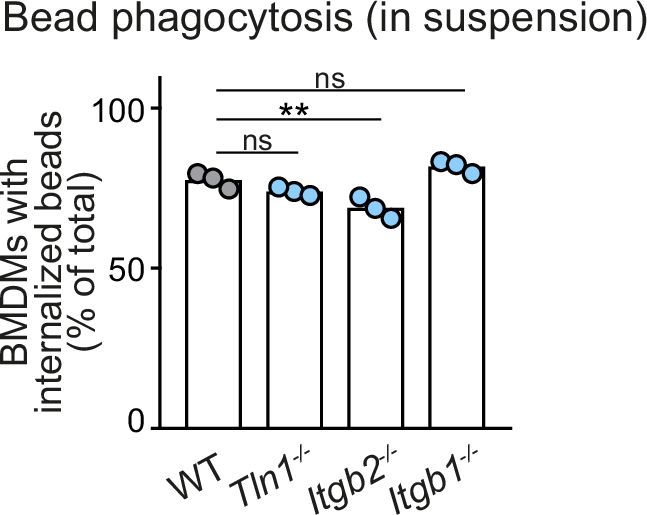 Bead phagocytosis (in suspension)
ns
**
ns
100
50
0
BMDMs with
internalized beads
(% of total)
WT
Tln1-/-
Itgb2-/-
Itgb1-/-